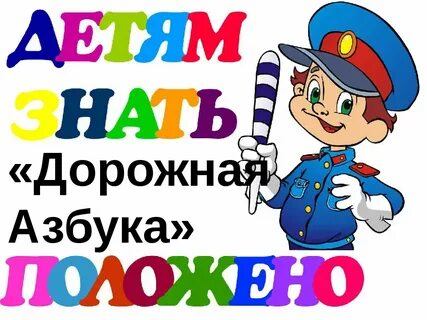 ДЕТЯМ
ЗНАТЬ
«Дорожная
Азбука»
ПОЛОЖЕНО